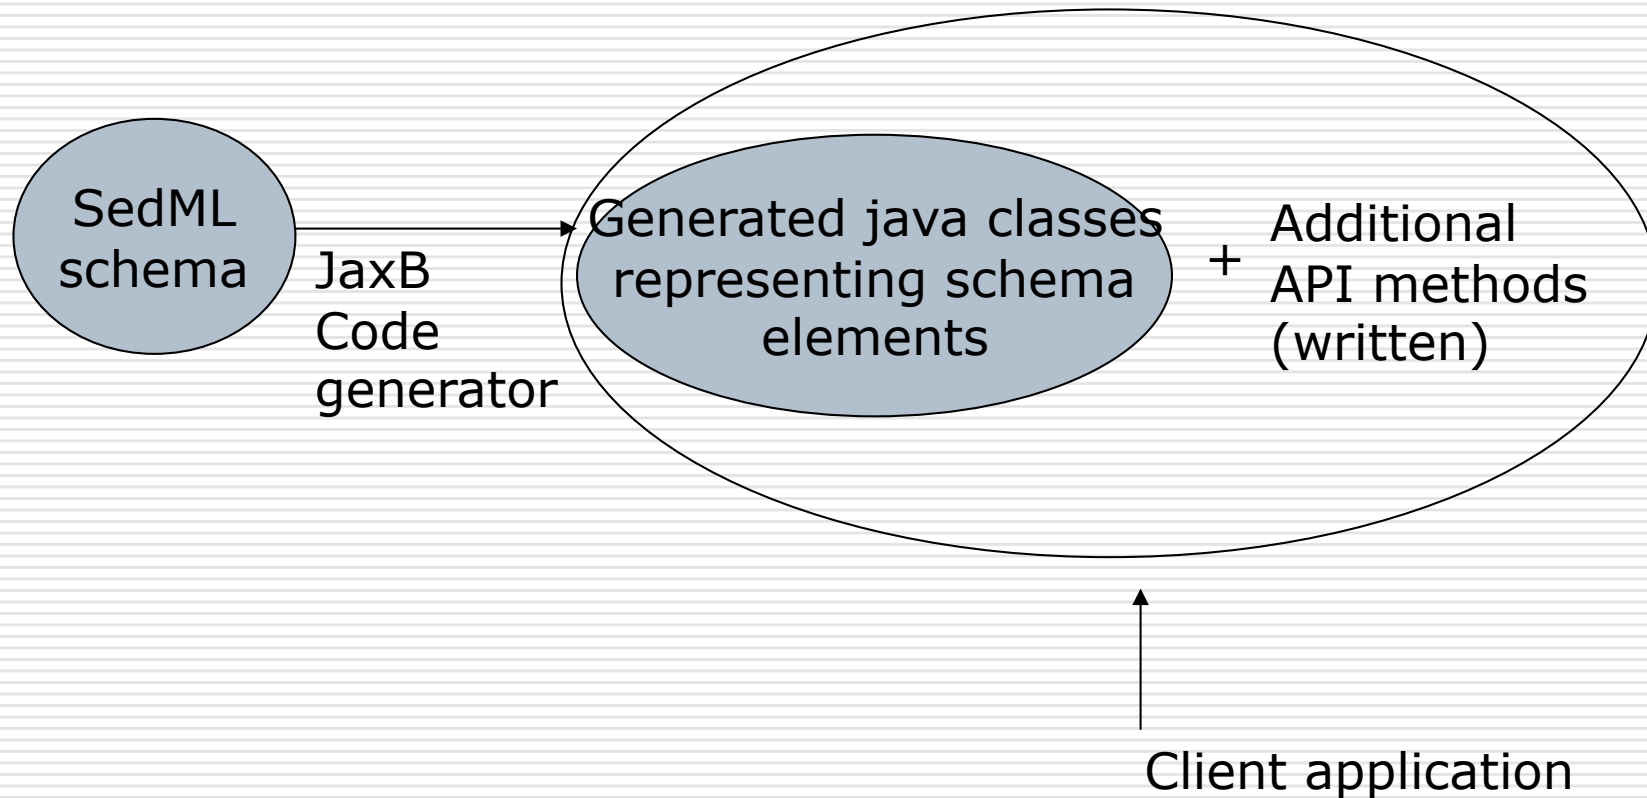 SedML
schema
JaxB
Code
generator
Generated java classes
representing schema
elements
+
Additional
API methods
(written)
Client application